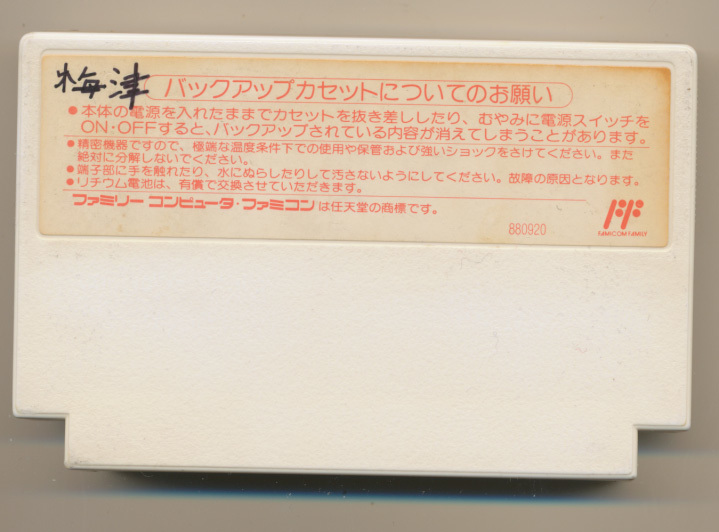 梅津
バックアップカセットについてのお願い
●本体の電源を入れたままでカセットを抜き差ししたり、むやみに電源スイッチを
ON・OFFすると、バックアップされている内容が消えてしまうことがあります。
●精密機器ですので、極端な温度条件下での使用や保管および強いショックをさけてください。また
絶対に分解しないでください。
●端子部に手を触れたり、水にぬらしたりして汚さないようにしてください。故障の原因となります。
●リチウム電池は、有償で交換させていただきます。
ファミリー コンピュータ・ファミコンは任天堂の商標です。
880920
FAMICOM FAMILY